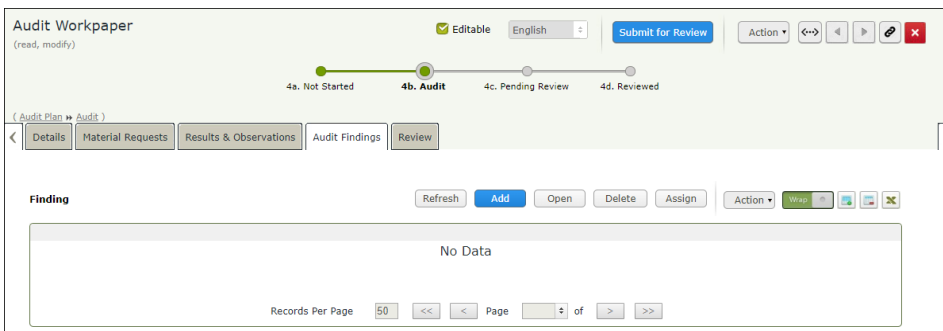 Audit Workpaper
(read, modify)
Editable English Submit for Review Action
4a. Not Started 4b. Audit 4c. Pending Review 4d. Reviewed
( Audit Plan » Audit )
Details Material Requests Results & Observations Audit Findings Review
Finding Refresh Add Open Delete Assign Action Wrap
No Data
Records Per Page 50 << < Page of > >>